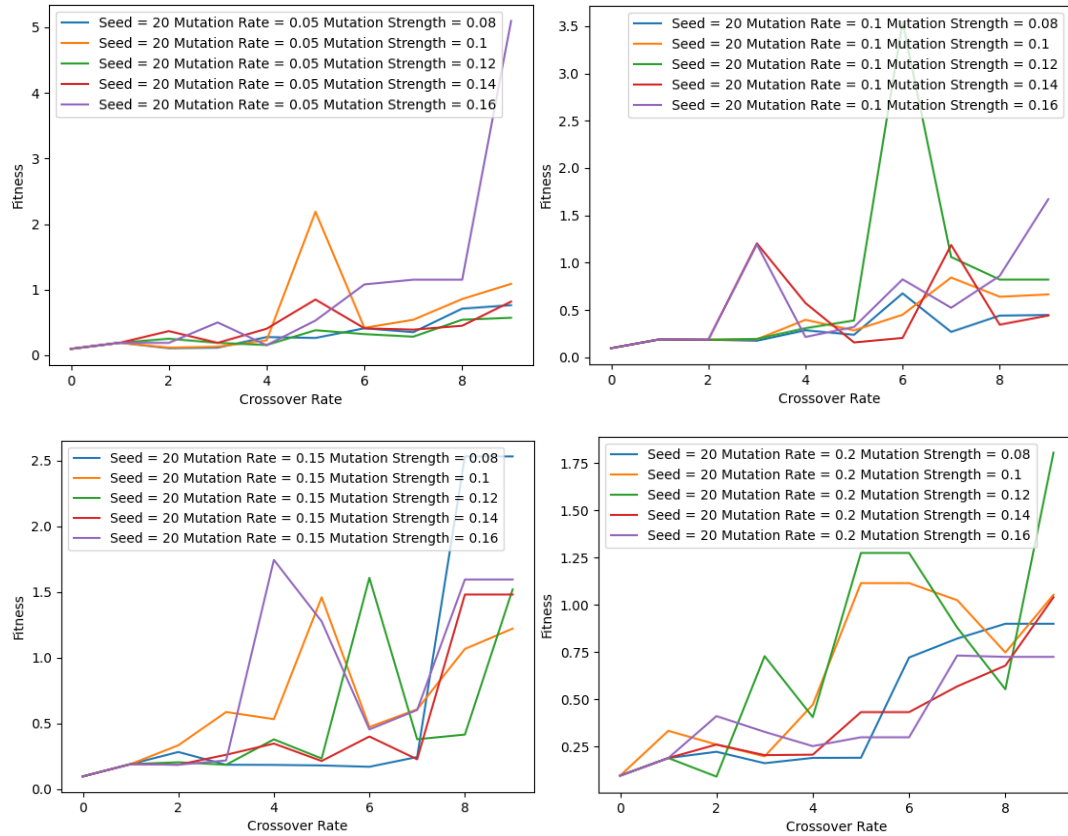 Seed = 20 Mutation Rate = 0.05 Mutation Strength = 0.08
Seed = 20 Mutation Rate = 0.05 Mutation Strength = 0.1
Seed = 20 Mutation Rate = 0.05 Mutation Strength = 0.12
Seed = 20 Mutation Rate = 0.05 Mutation Strength = 0.14
Seed = 20 Mutation Rate = 0.05 Mutation Strength = 0.16
5
4
3
2
1
0
Fitness
0 2 4 6 8
Crossover Rate
Seed = 20 Mutation Rate = 0.1 Mutation Strength = 0.08
Seed = 20 Mutation Rate = 0.1 Mutation Strength = 0.1
Seed = 20 Mutation Rate = 0.1 Mutation Strength = 0.12
Seed = 20 Mutation Rate = 0.1 Mutation Strength = 0.14
Seed = 20 Mutation Rate = 0.1 Mutation Strength = 0.16
3.5
3.0
2.5
2.0
1.5
1.0
0.5
0.0
Fitness
0 2 4 6 8
Crossover Rate
Seed = 20 Mutation Rate = 0.15 Mutation Strength = 0.08
Seed = 20 Mutation Rate = 0.15 Mutation Strength = 0.1
Seed = 20 Mutation Rate = 0.15 Mutation Strength = 0.12
Seed = 20 Mutation Rate = 0.15 Mutation Strength = 0.14
Seed = 20 Mutation Rate = 0.15 Mutation Strength = 0.16
2.5
2.0
1.5
1.0
0.5
0.0
Fitness
0 2 4 6 8
Crossover Rate
Seed = 20 Mutation Rate = 0.2 Mutation Strength = 0.08
Seed = 20 Mutation Rate = 0.2 Mutation Strength = 0.1
Seed = 20 Mutation Rate = 0.2 Mutation Strength = 0.12
Seed = 20 Mutation Rate = 0.2 Mutation Strength = 0.14
Seed = 20 Mutation Rate = 0.2 Mutation Strength = 0.16
1.75
1.50
1.25
1.00
0.75
0.50
0.25
Fitness
0 2 4 6 8
Crossover Rate